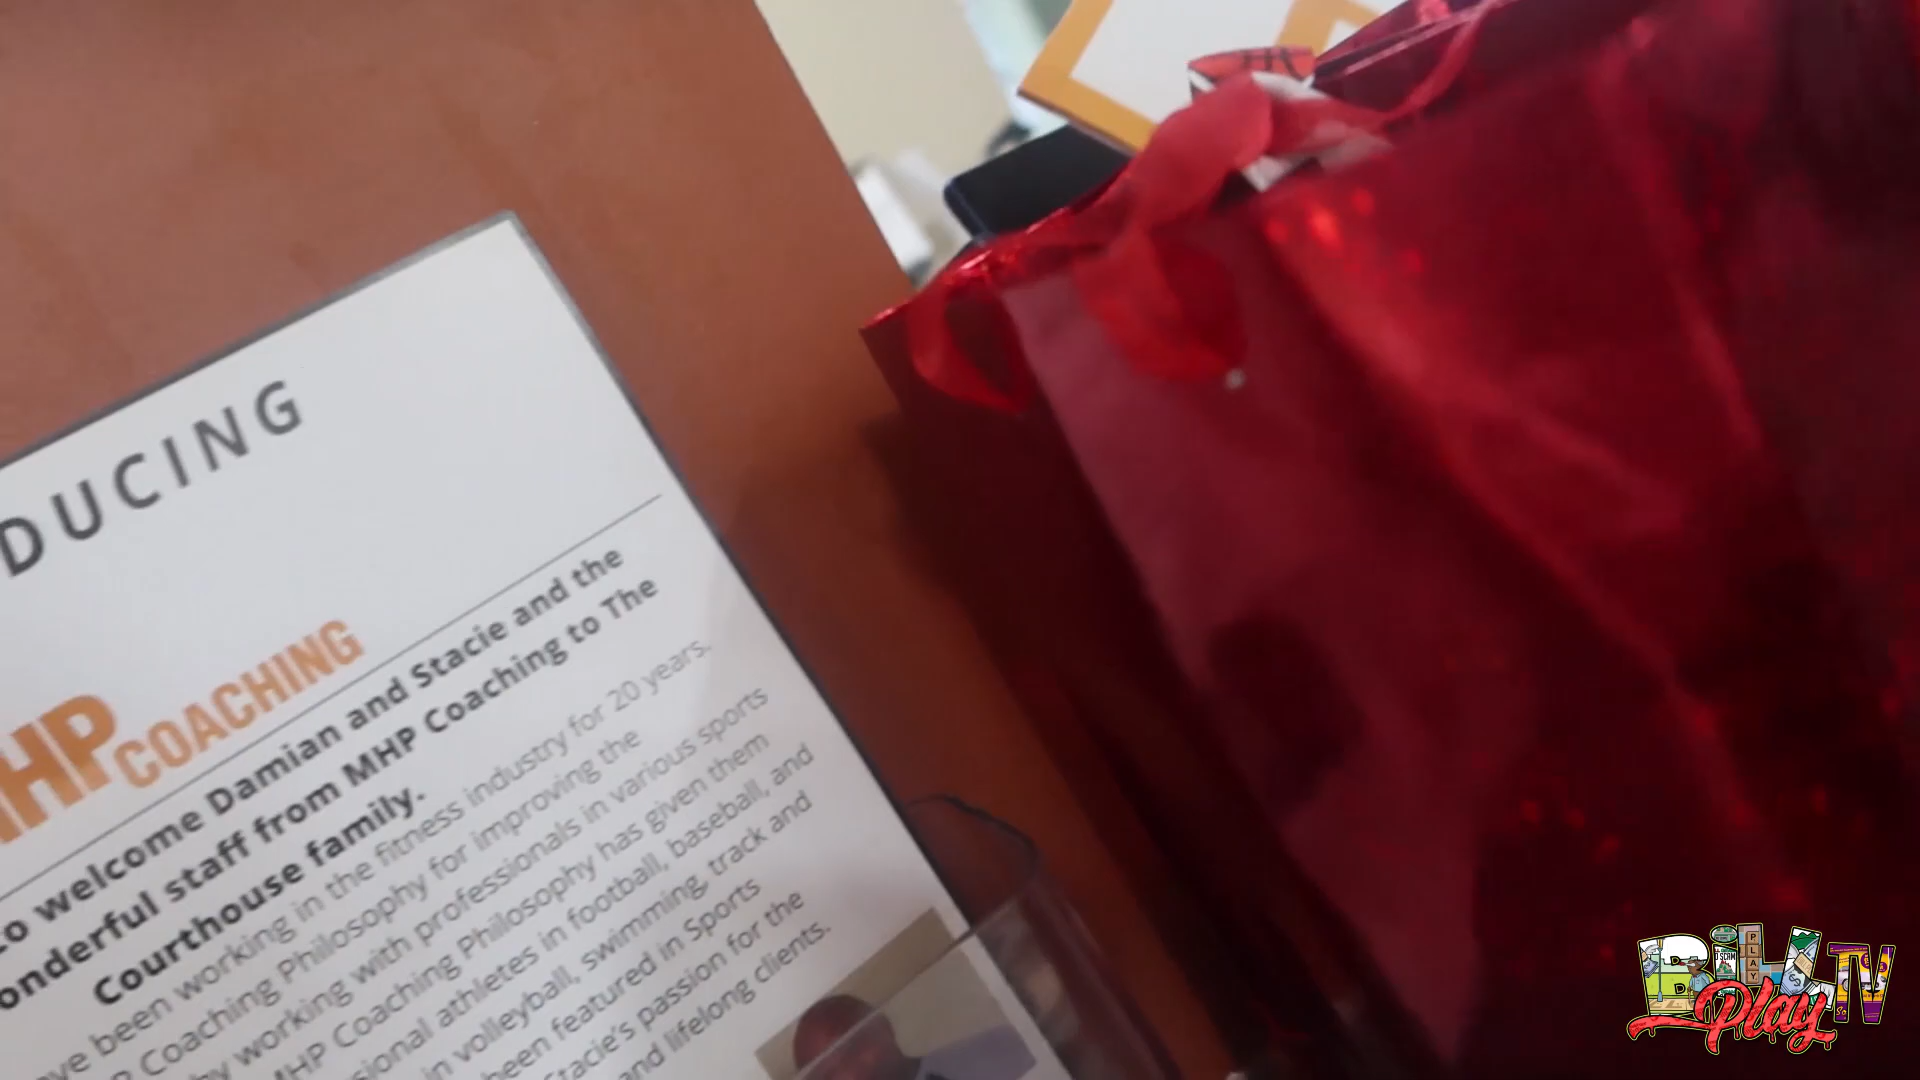 DUCING
HP COACHING
to welcome Damian and Stacie and the
onderful staff from MHP Coaching to The
Courthouse family.
ave been working in the fitness industry for 20 years.
P Coaching Philosophy for improving the
by working with professionals in various sports
MHP Coaching Philosophy has given them
sional athletes in football, baseball, and
in volleyball, swimming, track and
been featured in Sports
Stacie's passion for the
and lifelong clients.
BiH TV
Play